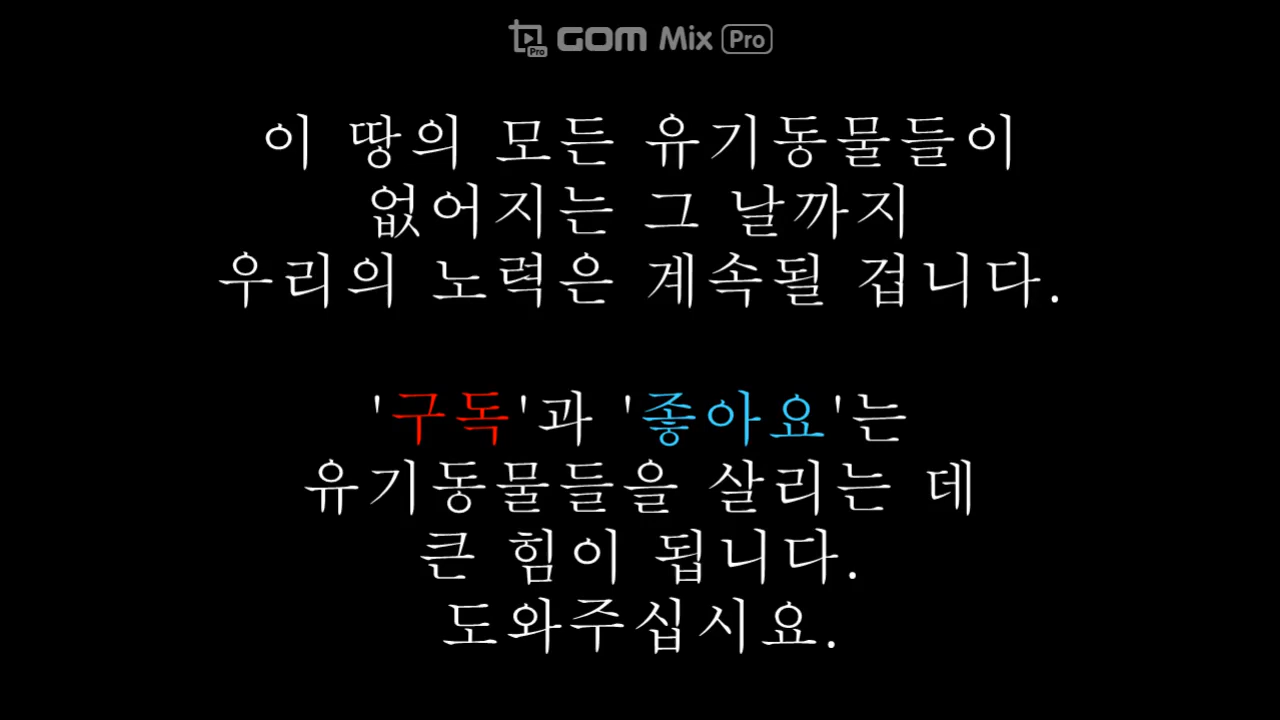 Pro GOM Mix Pro
이 땅의 모든 유기동물들이
없어지는 그 날까지
우리의 노력은 계속될 겁니다.
'구독'과 '좋아요'는
유기동물들을 살리는 데
큰 힘이 됩니다.
도와주십시요.